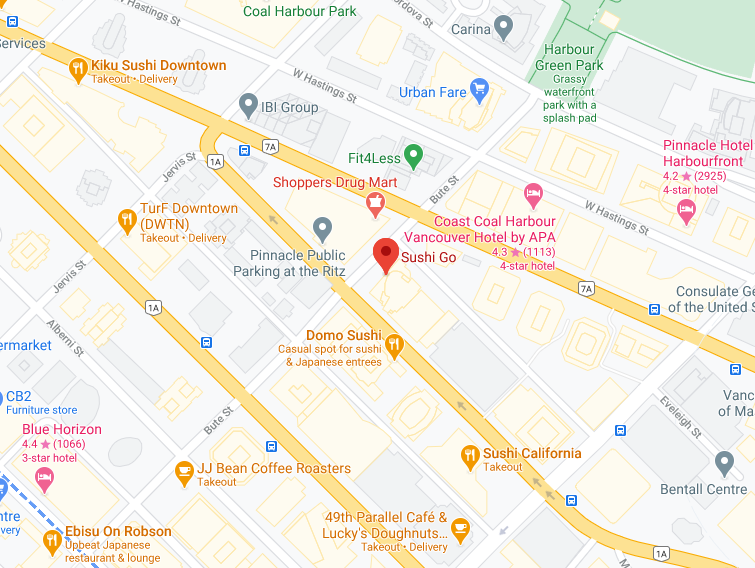 Coal Harbour Park
Hastings St
rdova St
Carina
Services
Kiku Sushi Downtown
Takeout • Delivery
W Hastings St
Harbour
Green Park
Grassy
waterfront
park with a
splash pad
Urban Fare
IBI Group
7A
Jervis St
1A
Fit4Less
Pinnacle Hotel
Harbourfront
4.2 ★ (2925)
4-star hotel
Shoppers Drug Mart
Bute St
W Hastings St
TurF Downtown
(DWTN)
Takeout • Delivery
Coast Coal Harbour
Vancouver Hotel by APA
4.3 ★ (1113)
4-star hotel
Pinnacle Public
Parking at the Ritz
Sushi Go
Jervis St
7A
Consulate Ge
of the United S
1A
Alberni St
Domo Sushi
Casual spot for sushi
& Japanese entrees
ermarket
CB2
Furniture store
Vanc
of Ma
Eveleigh St
Bute St
Blue Horizon
4.4 ★ (1066)
3-star hotel
Sushi California
Takeout
JJ Bean Coffee Roasters
Takeout
Bentall Centre
49th Parallel Café &
Lucky's Doughnuts...
Takeout • Delivery
ntre
very
Ebisu On Robson
Upbeat Japanese
restaurant & lounge
1A
M